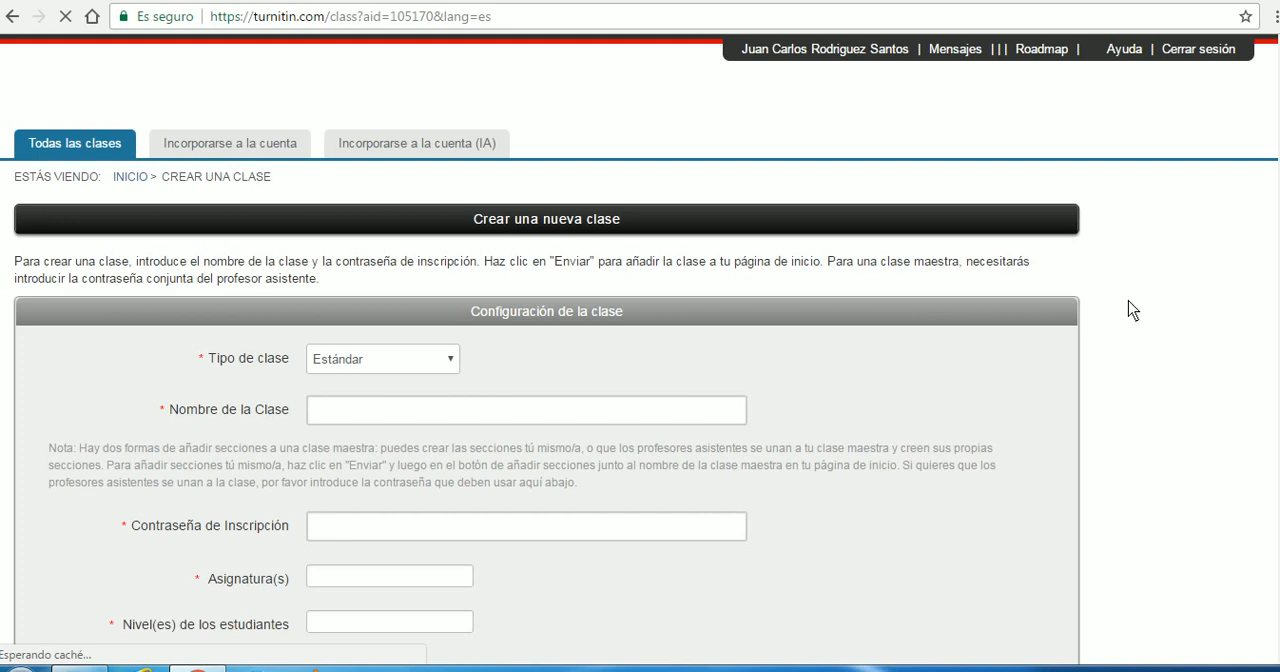 Es seguro | https://turnitin.com/class?aid=105170&lang=es
Juan Carlos Rodriguez Santos | Mensajes | | | Roadmap | Ayuda | Cerrar sesión
Todas las clases Incorporarse a la cuenta Incorporarse a la cuenta (IA)
ESTÁS VIENDO: INICIO > CREAR UNA CLASE
Crear una nueva clase
Para crear una clase, introduce el nombre de la clase y la contraseña de inscripción. Haz clic en "Enviar" para añadir la clase a tu página de inicio. Para una clase maestra, necesitarás
introducir la contraseña conjunta del profesor asistente.
Configuración de la clase
* Tipo de clase Estándar
* Nombre de la Clase
Nota: Hay dos formas de añadir secciones a una clase maestra: puedes crear las secciones tú mismo/a, o que los profesores asistentes se unan a tu clase maestra y creen sus propias
secciones. Para añadir secciones tú mismo/a, haz clic en "Enviar" y luego en el botón de añadir secciones junto al nombre de la clase maestra en tu página de inicio. Si quieres que los
profesores asistentes se unan a la clase, por favor introduce la contraseña que deben usar aquí abajo.
* Contraseña de Inscripción
* Asignatura(s)
* Nivel(es) de los estudiantes
Esperando caché...